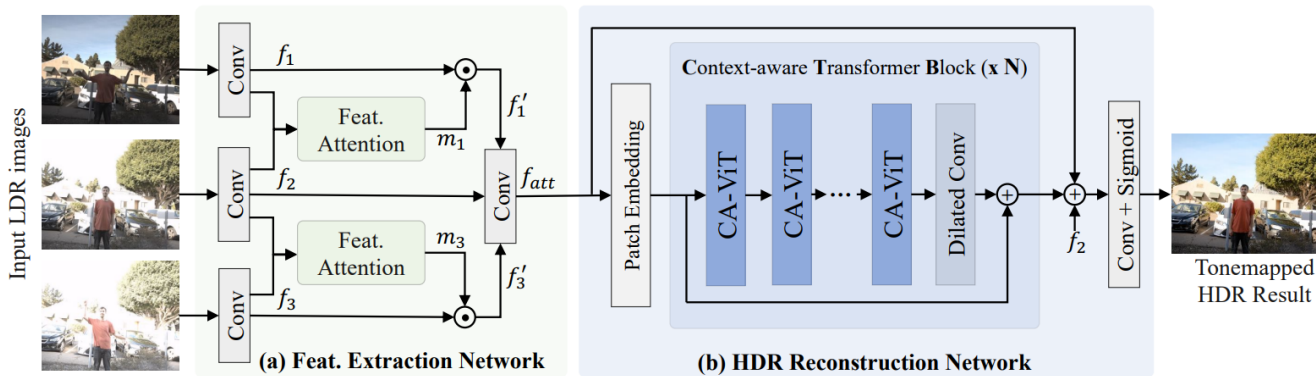 Input LDR images
Conv
Conv
Conv
f₁
f₂
f₃
Feat.
Attention
Feat.
Attention
m₁
m₃
f₁′
f₃′
Conv
f_att
(a) Feat. Extraction Network
Patch Embedding
Context-aware Transformer Block (x N)
CA-ViT
CA-ViT
...
CA-ViT
Dilated Conv
f₂
Conv + Sigmoid
(b) HDR Reconstruction Network
Tonemapped
HDR Result